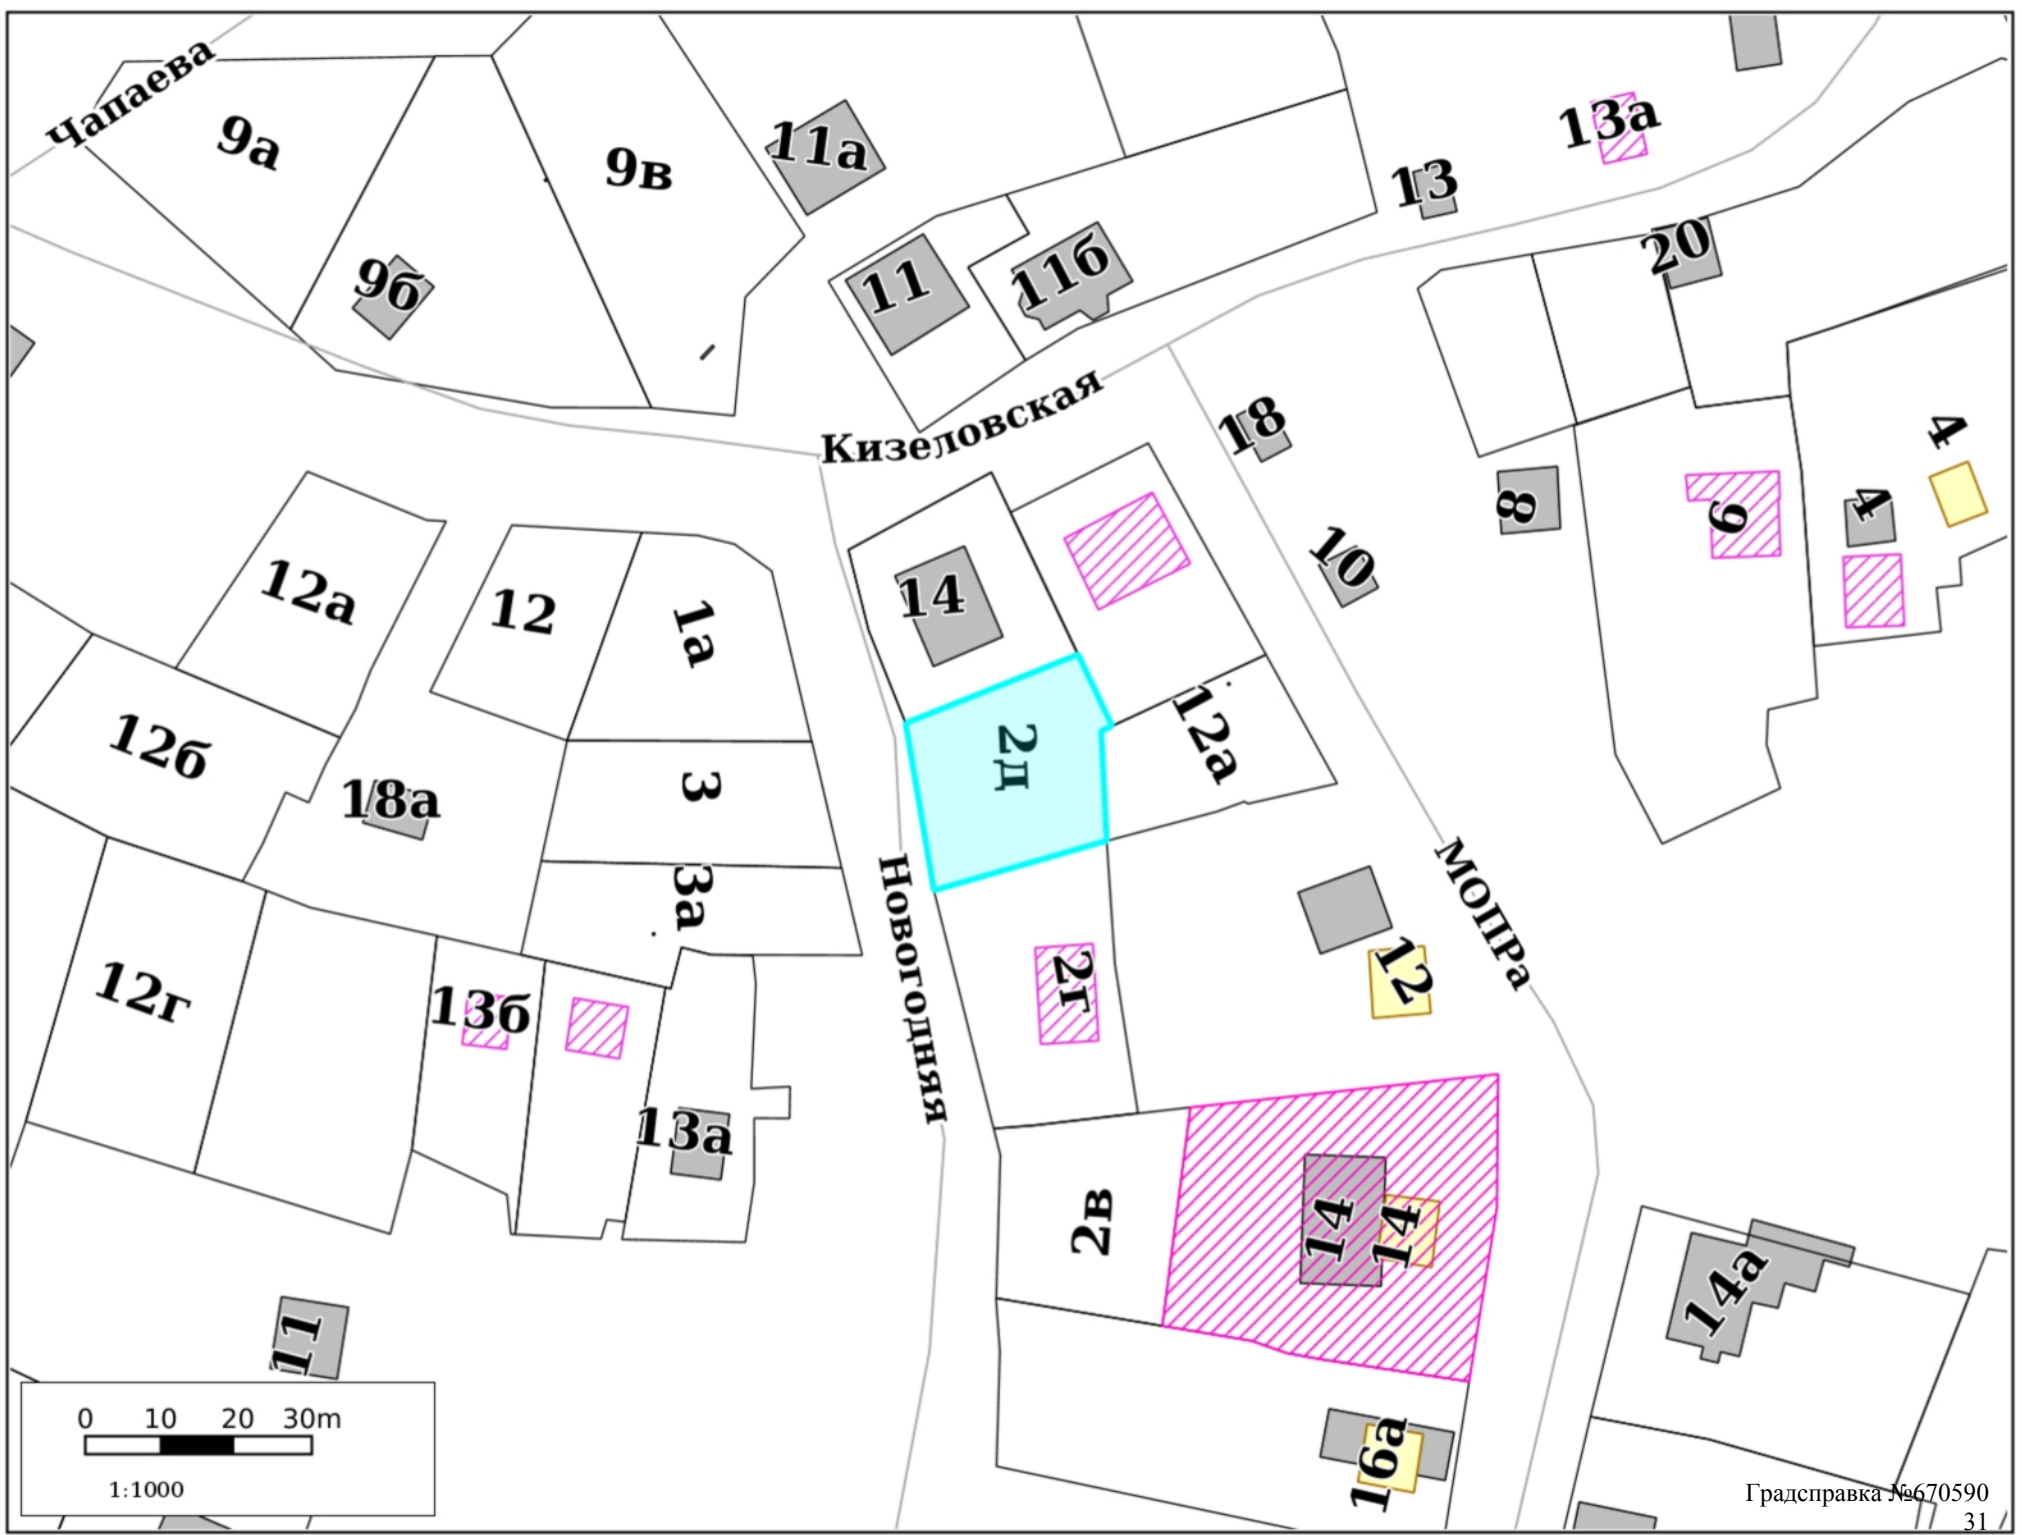 Чапаева
9а
9б
9в
11а
11
11б
13
13а
20
Кизеловская
18
10
8
6
4
4
12а
12
1а
14
12б
18а
3
2д
12а
3а
Новогодняя
МОПРа
12г
13б
13а
2г
12
2в
14
14
14а
11
16а
0 10 20 30m
1:1000
Градсправка №670590
31